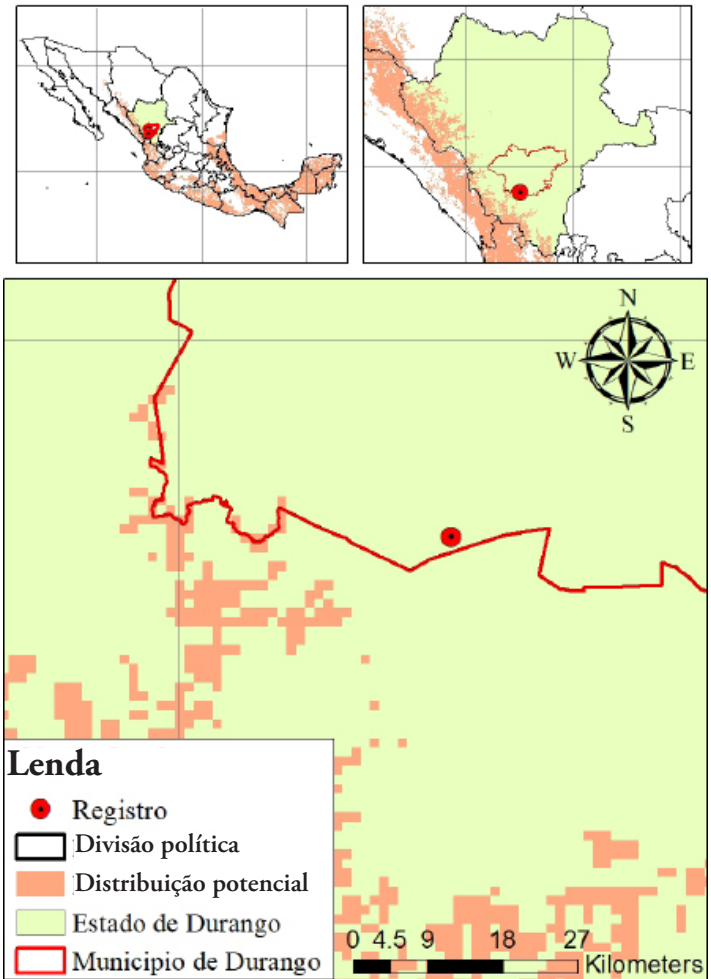 N
W E
S
Lenda
Registro
Divisão política
Distribuição potencial
Estado de Durango
Municipio de Durango
0 4.5 9 18 27
Kilometers